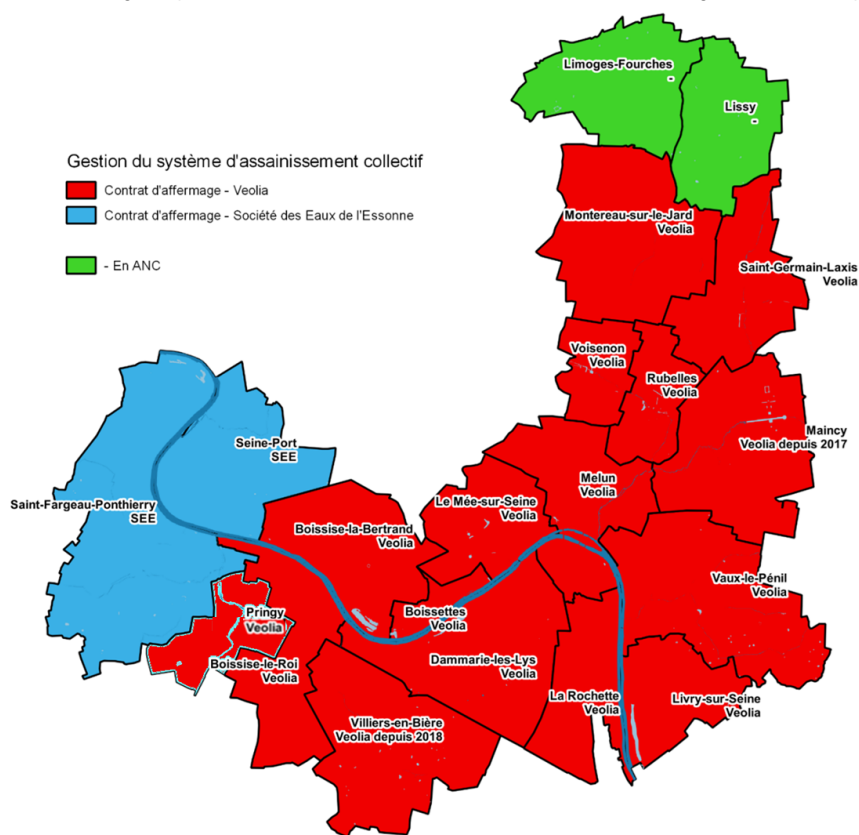 Limoges-Fourches
-
Lissy
-
Gestion du système d'assainissement collectif
Contrat d'affermage - Veolia
Contrat d'affermage - Société des Eaux de l'Essonne
- En ANC
Montereau-sur-le-Jard
Veolia
Saint-Germain-Laxis
Veolia
Voisenon
Veolia
Rubelles
Veolia
Maincy
Veolia depuis 2017
Seine-Port
SEE
Melun
Veolia
Le Mée-sur-Seine
Veolia
Saint-Fargeau-Ponthierry
SEE
Boissise-la-Bertrand
Veolia
Vaux-le-Pénil
Veolia
Pringy
Veolia
Boissettes
Veolia
Boissise-le-Roi
Veolia
Dammarie-les-Lys
Veolia
La Rochette
Veolia
Livry-sur-Seine
Veolia
Villiers-en-Bière
Veolia depuis 2018